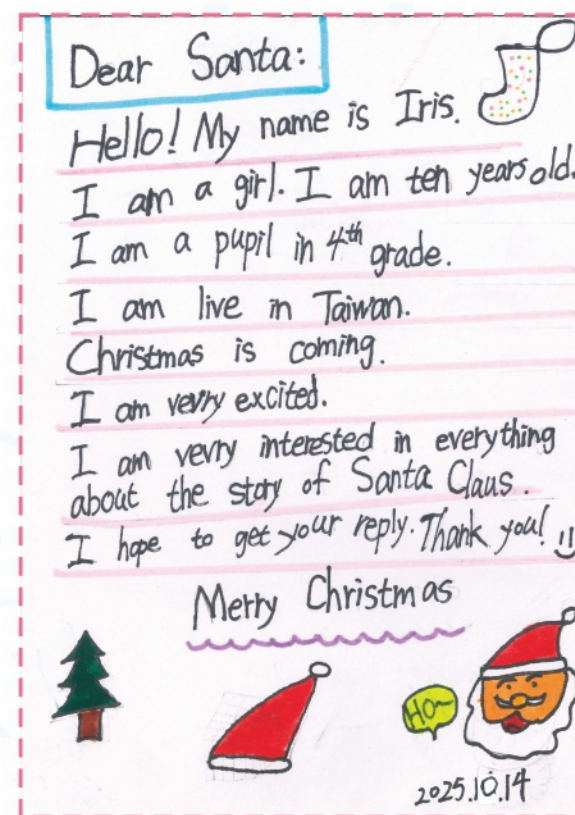 Dear Santa:
Hello! My name is Iris.
I am a girl. I am ten years old.
I am a pupil in 4th grade.
I am live in Taiwan.
Christmas is coming.
I am vevry excited.
I am vevry interested in everything
about the story of Santa Claus.
I hope to get your reply. Thank you!
Merry Christmas
HO~
2025.10.14